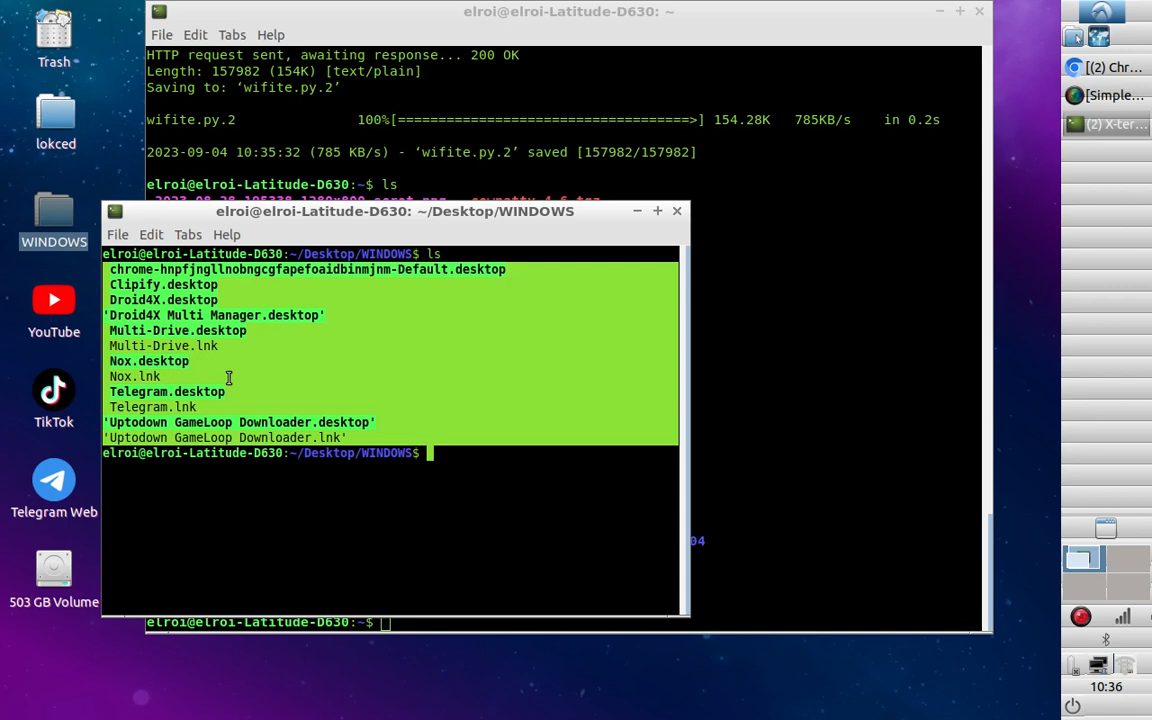 elroi@elroi-Latitude-D630: ~
File Edit Tabs Help
HTTP request sent, awaiting response... 200 OK
Length: 157982 (154K) [text/plain]
Saving to: ‘wifite.py.2’
wifite.py.2 100%[===================================>] 154.28K 785KB/s in 0.2s
2023-09-04 10:35:32 (785 KB/s) - ‘wifite.py.2’ saved [157982/157982]
elroi@elroi-Latitude-D630:~$ ls
elroi@elroi-Latitude-D630: ~/Desktop/WINDOWS
File Edit Tabs Help
elroi@elroi-Latitude-D630:~/Desktop/WINDOWS$ ls
chrome-hnpfjngllnobngcgfapefoaidbinmjnm-Default.desktop
Clipify.desktop
Droid4X.desktop
'Droid4X Multi Manager.desktop'
Multi-Drive.desktop
Multi-Drive.lnk
Nox.desktop
Nox.lnk
Telegram.desktop
Telegram.lnk
'Uptodown GameLoop Downloader.desktop'
'Uptodown GameLoop Downloader.lnk'
elroi@elroi-Latitude-D630:~/Desktop/WINDOWS$
04
elroi@elroi-Latitude-D630:~$
Trash
lokced
WINDOWS
YouTube
TikTok
Telegram Web
503 GB Volume
[(2) Chr...
[Simple...
(2) X-ter...
10:36